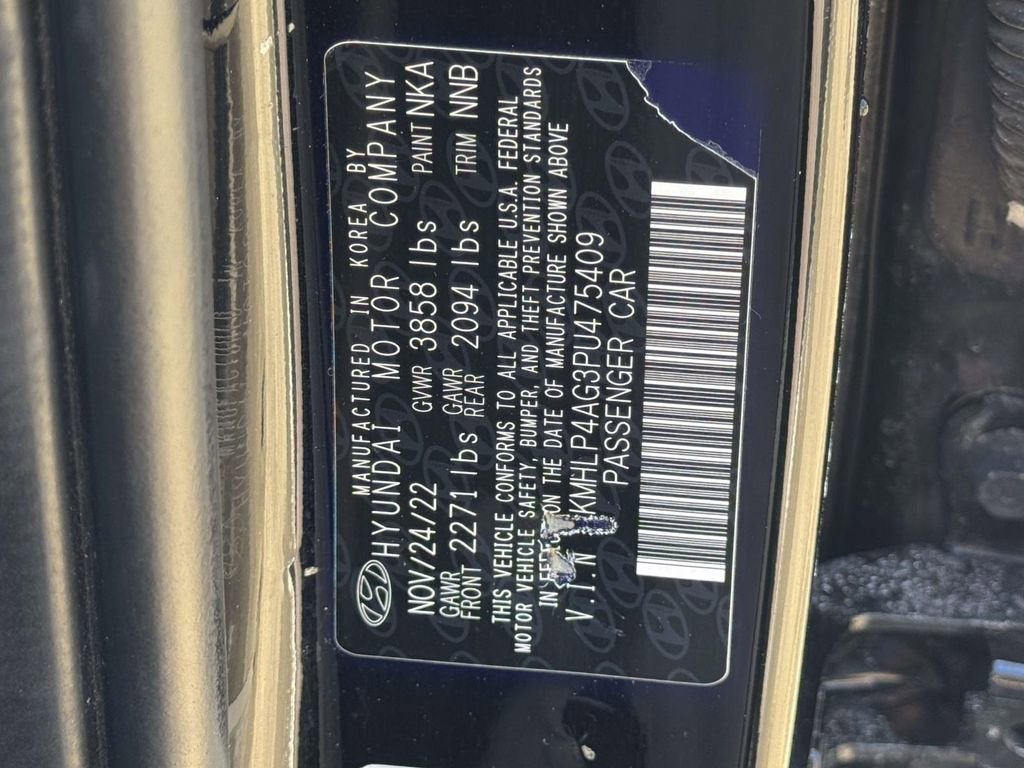 MANUFACTURED IN KOREA BY
HYUNDAI MOTOR COMPANY
NOV/24/22 GVWR 3858 lbs PAINT NKA
GAWR FRONT 2271 lbs GAWR REAR 2094 lbs TRIM NNB
THIS VEHICLE CONFORMS TO ALL APPLICABLE U.S.A. FEDERAL
MOTOR VEHICLE SAFETY BUMPER AND THEFT PREVENTION STANDARDS
IN ON THE DATE OF MANUFACTURE SHOWN ABOVE
V.I.N KMHLP4AG3PU475409
PASSENGER CAR